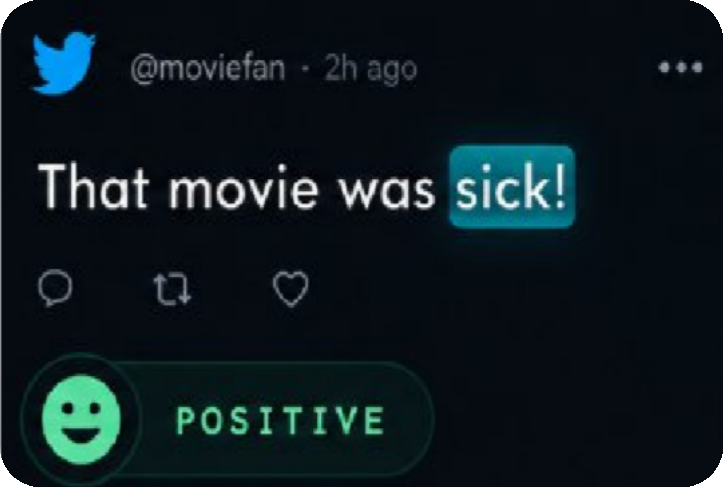 @moviefan · 2h ago
That movie was sick!
POSITIVE